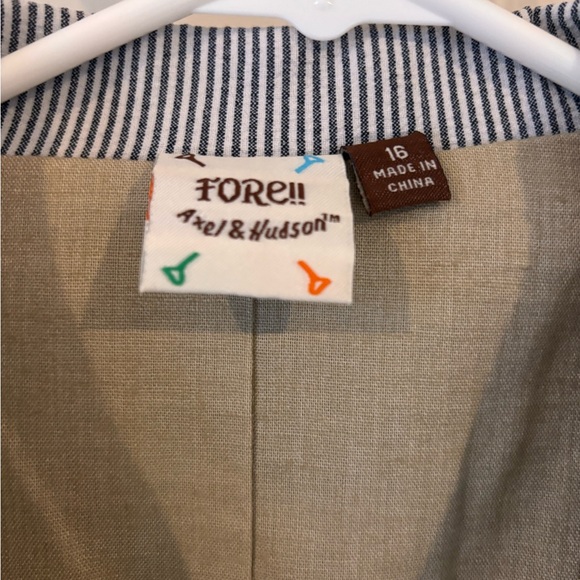 FORe!!
Axel & Hudson™
16
MADE IN
CHINA